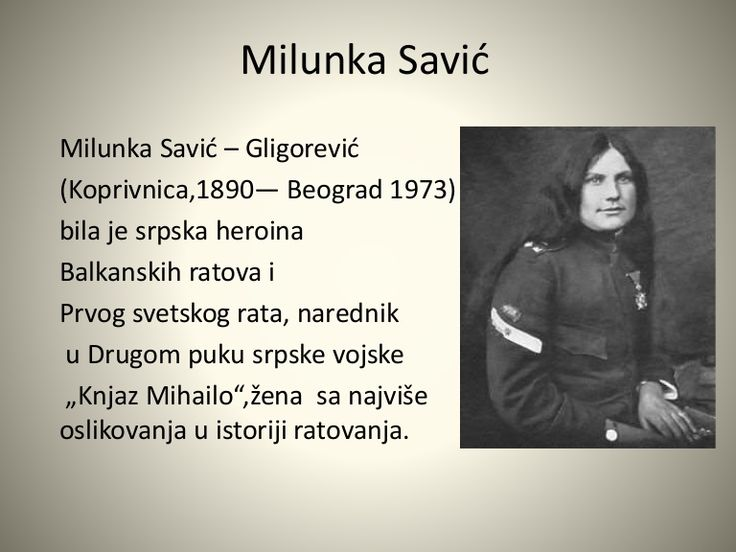 Milunka Savić
Milunka Savić – Gligorević
(Koprivnica,1890— Beograd 1973)
bila je srpska heroina
Balkanskih ratova i
Prvog svetskog rata, narednik
u Drugom puku srpske vojske
„Knjaz Mihailo“,žena sa najviše
oslikovanja u istoriji ratovanja.